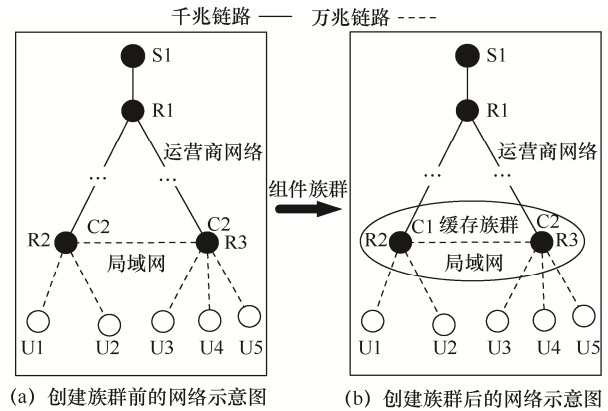 千兆链路 万兆链路
S1 S1
R1 R1
运营商网络 运营商网络
... ... ... ...
组件族群
C2 C2 C1 缓存族群 C2
R2 R3 R2 R3
局域网 局域网
U1 U2 U3 U4 U5 U1 U2 U3 U4 U5
(a) 创建族群前的网络示意图 (b) 创建族群后的网络示意图